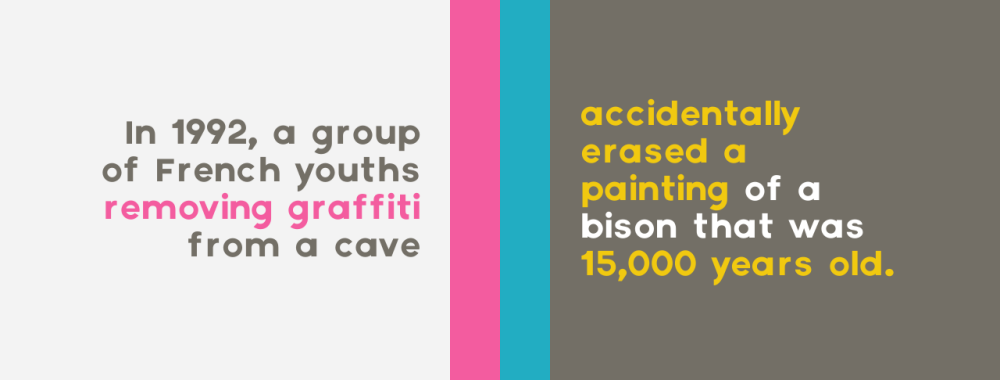 In 1992, a group
of French youths
removing graffiti
from a cave
accidentally
erased a
painting of a
bison that was
15,000 years old.